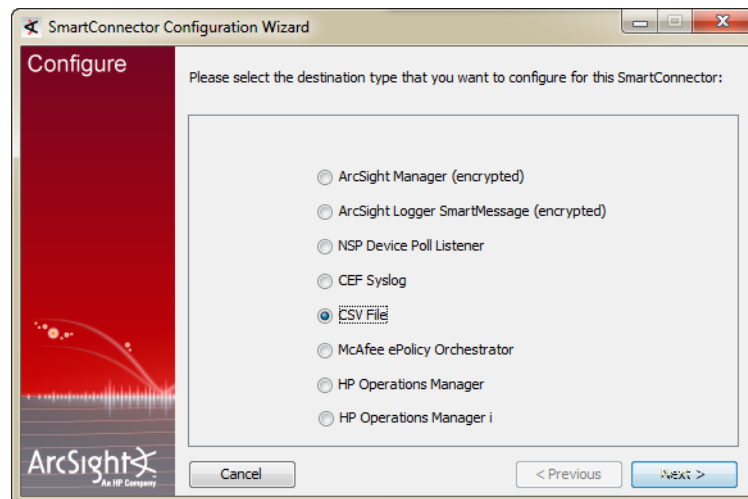 SmartConnector Configuration Wizard
Configure
Please select the destination type that you want to configure for this SmartConnector:
ArcSight Manager (encrypted)
ArcSight Logger SmartMessage (encrypted)
NSP Device Poll Listener
CEF Syslog
CSV File
McAfee ePolicy Orchestrator
HP Operations Manager
HP Operations Manager i
ArcSight
An HP Company
Cancel
< Previous
Next >